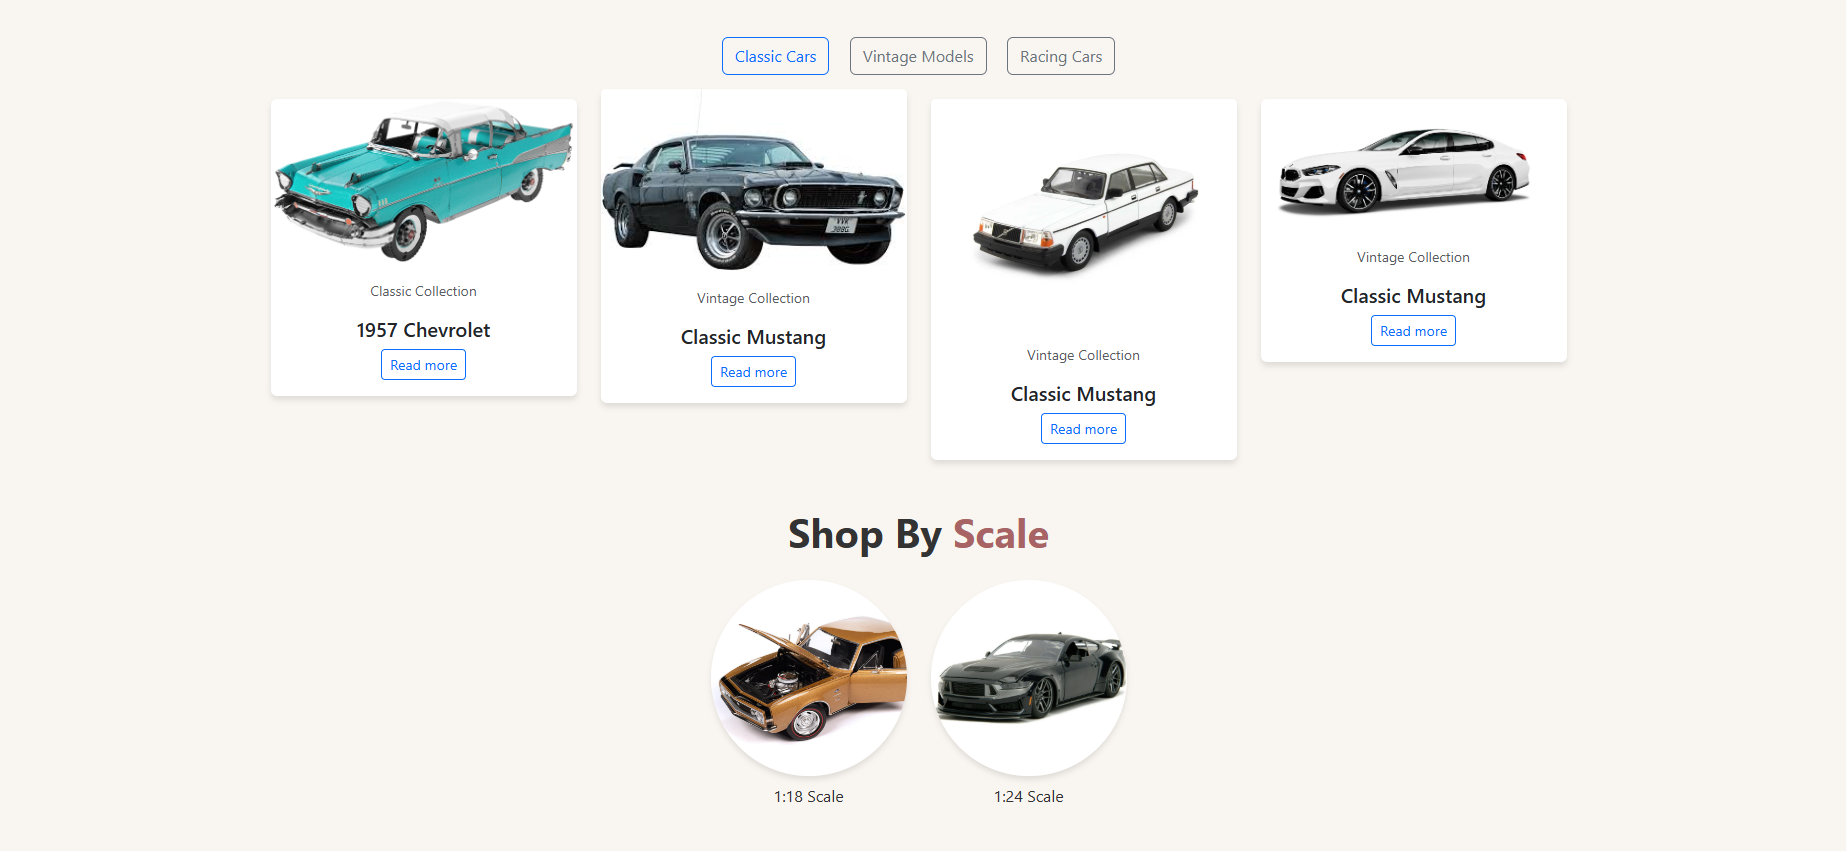 Classic Cars
Vintage Models
Racing Cars
Classic Collection
1957 Chevrolet
Read more
Vintage Collection
Classic Mustang
Read more
Vintage Collection
Classic Mustang
Read more
Vintage Collection
Classic Mustang
Read more
Shop By Scale
1:18 Scale
1:24 Scale